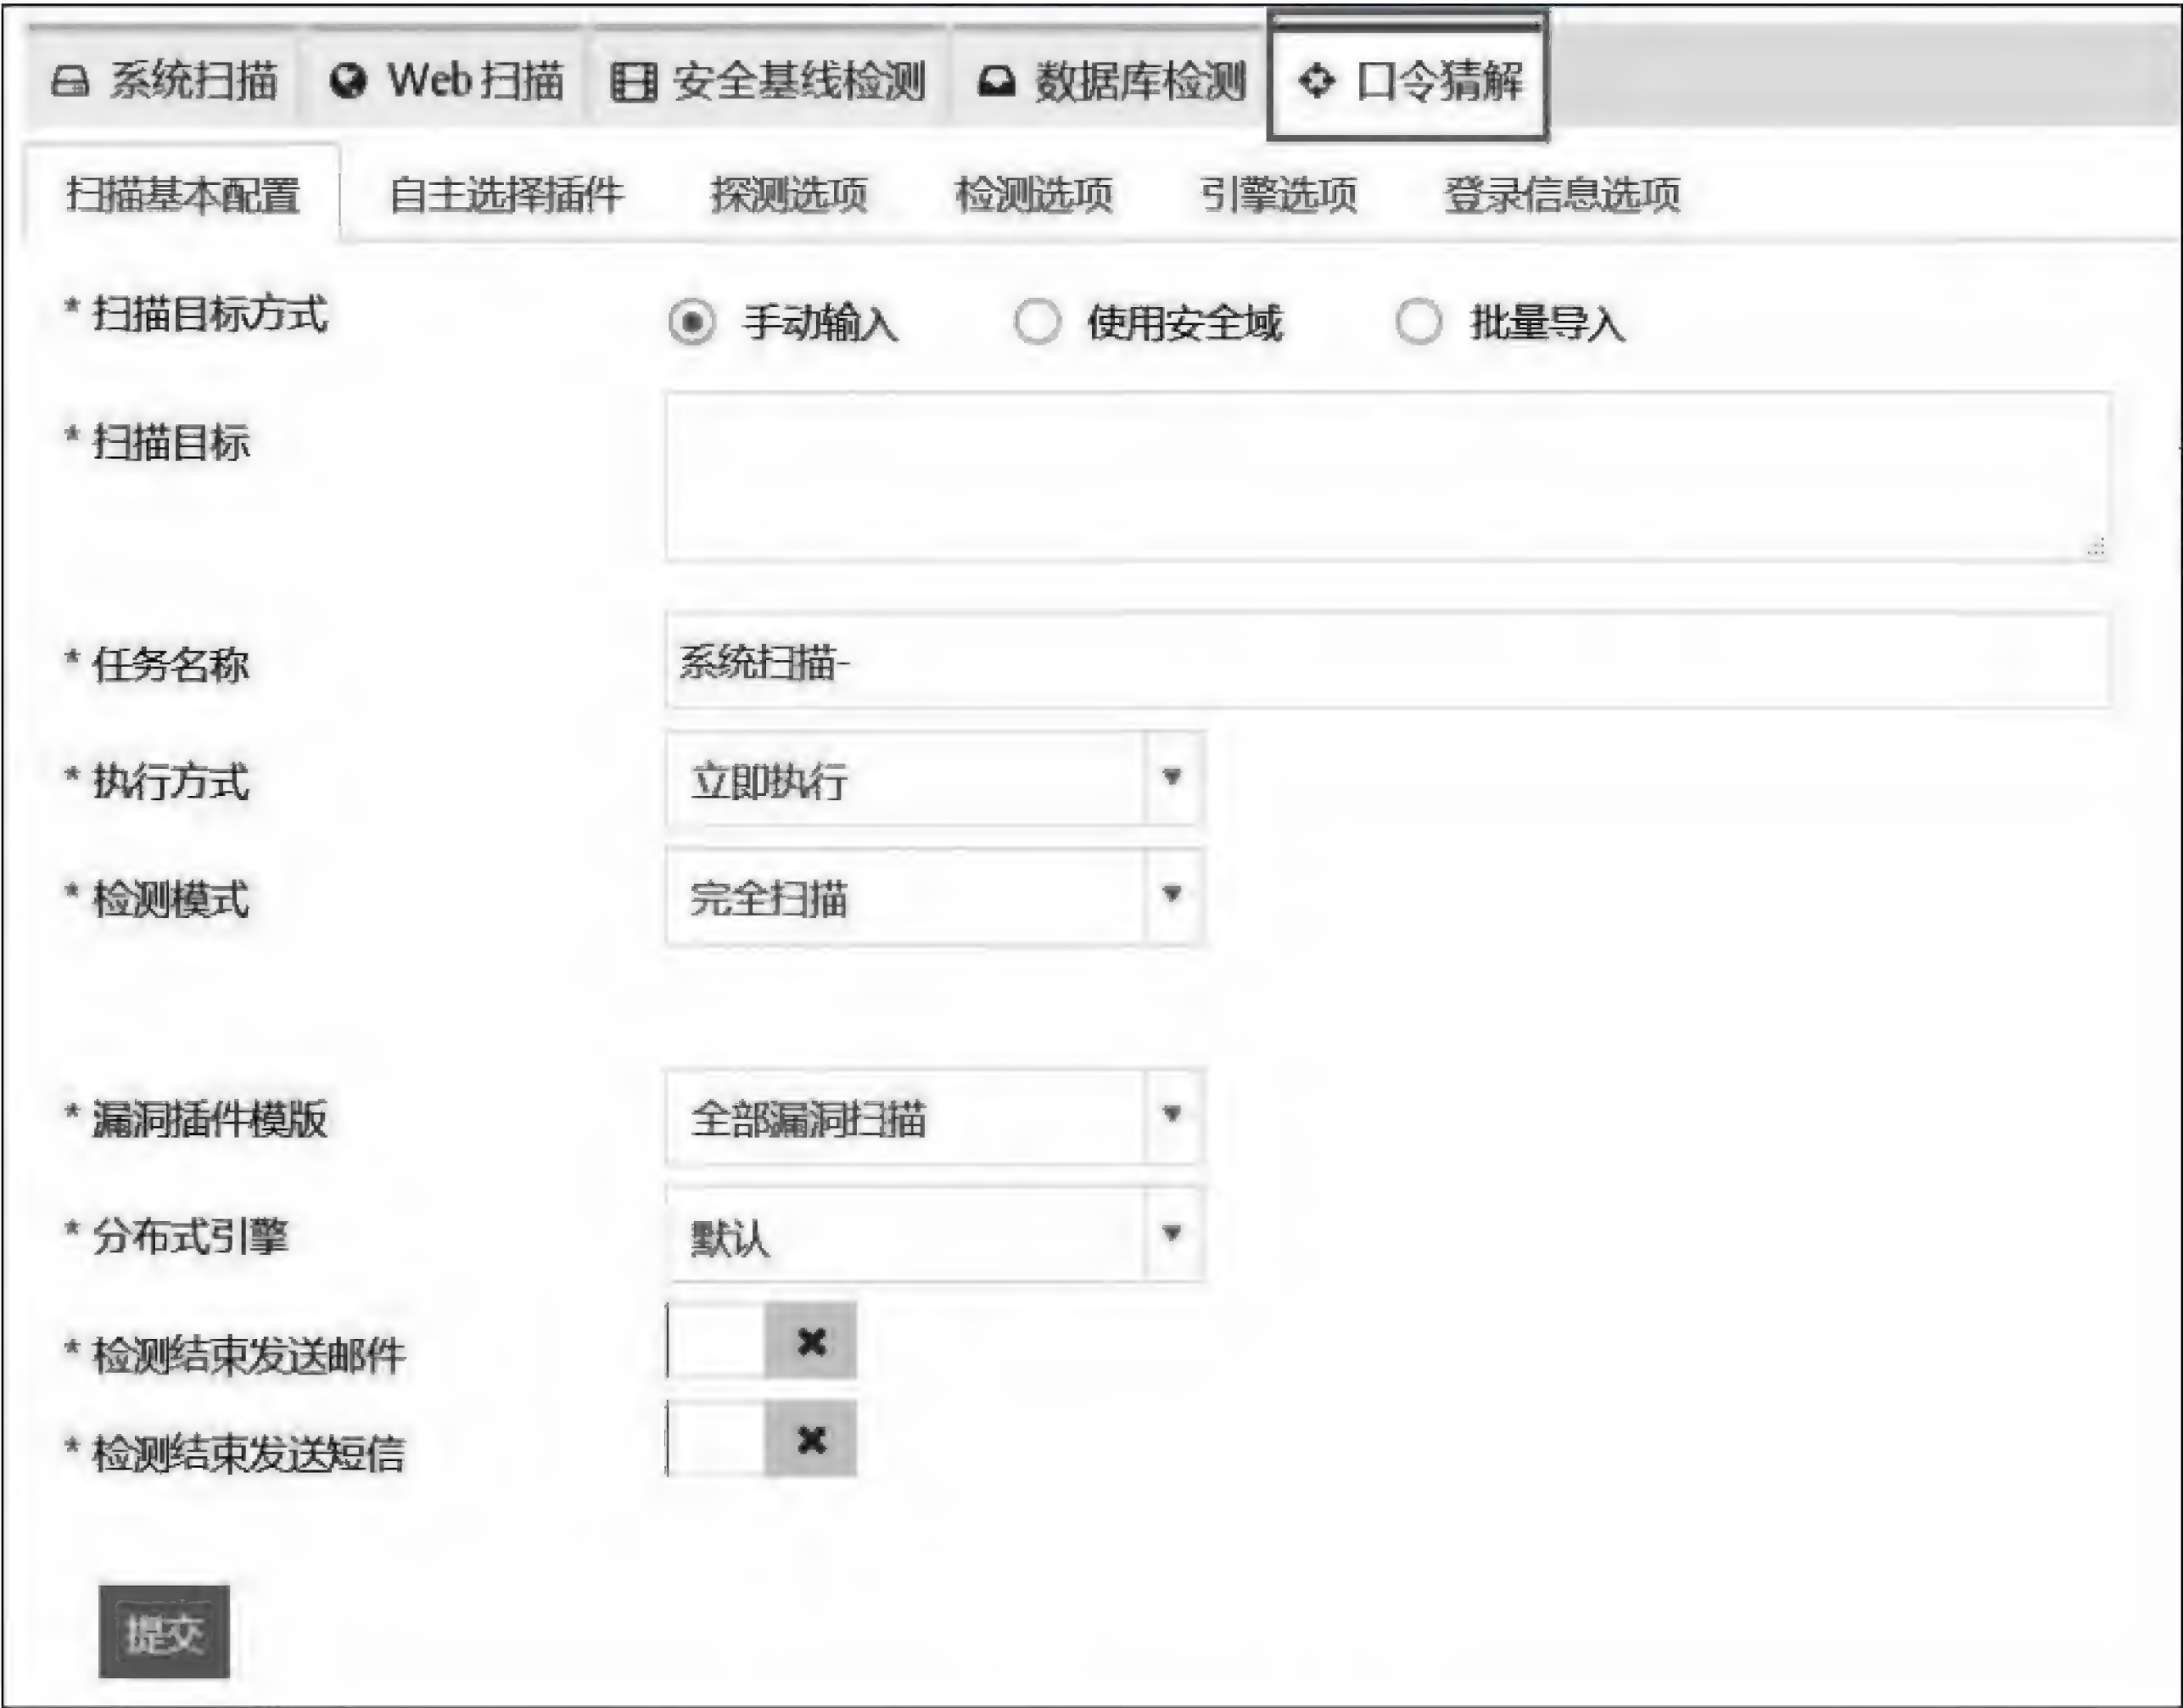 系统扫描 Web 扫描 安全基线检测 数据库检测 口令猜解
扫描基本配置 自主选择插件 探测选项 检测选项 引擎选项 登录信息选项
* 扫描目标方式 手动输入 使用安全域 批量导入
* 扫描目标
* 任务名称 系统扫描-
* 执行方式 立即执行
* 检测模式 完全扫描
* 漏洞插件模版 全部漏洞扫描
* 分布式引擎 默认
* 检测结束发送邮件
* 检测结束发送短信
提交